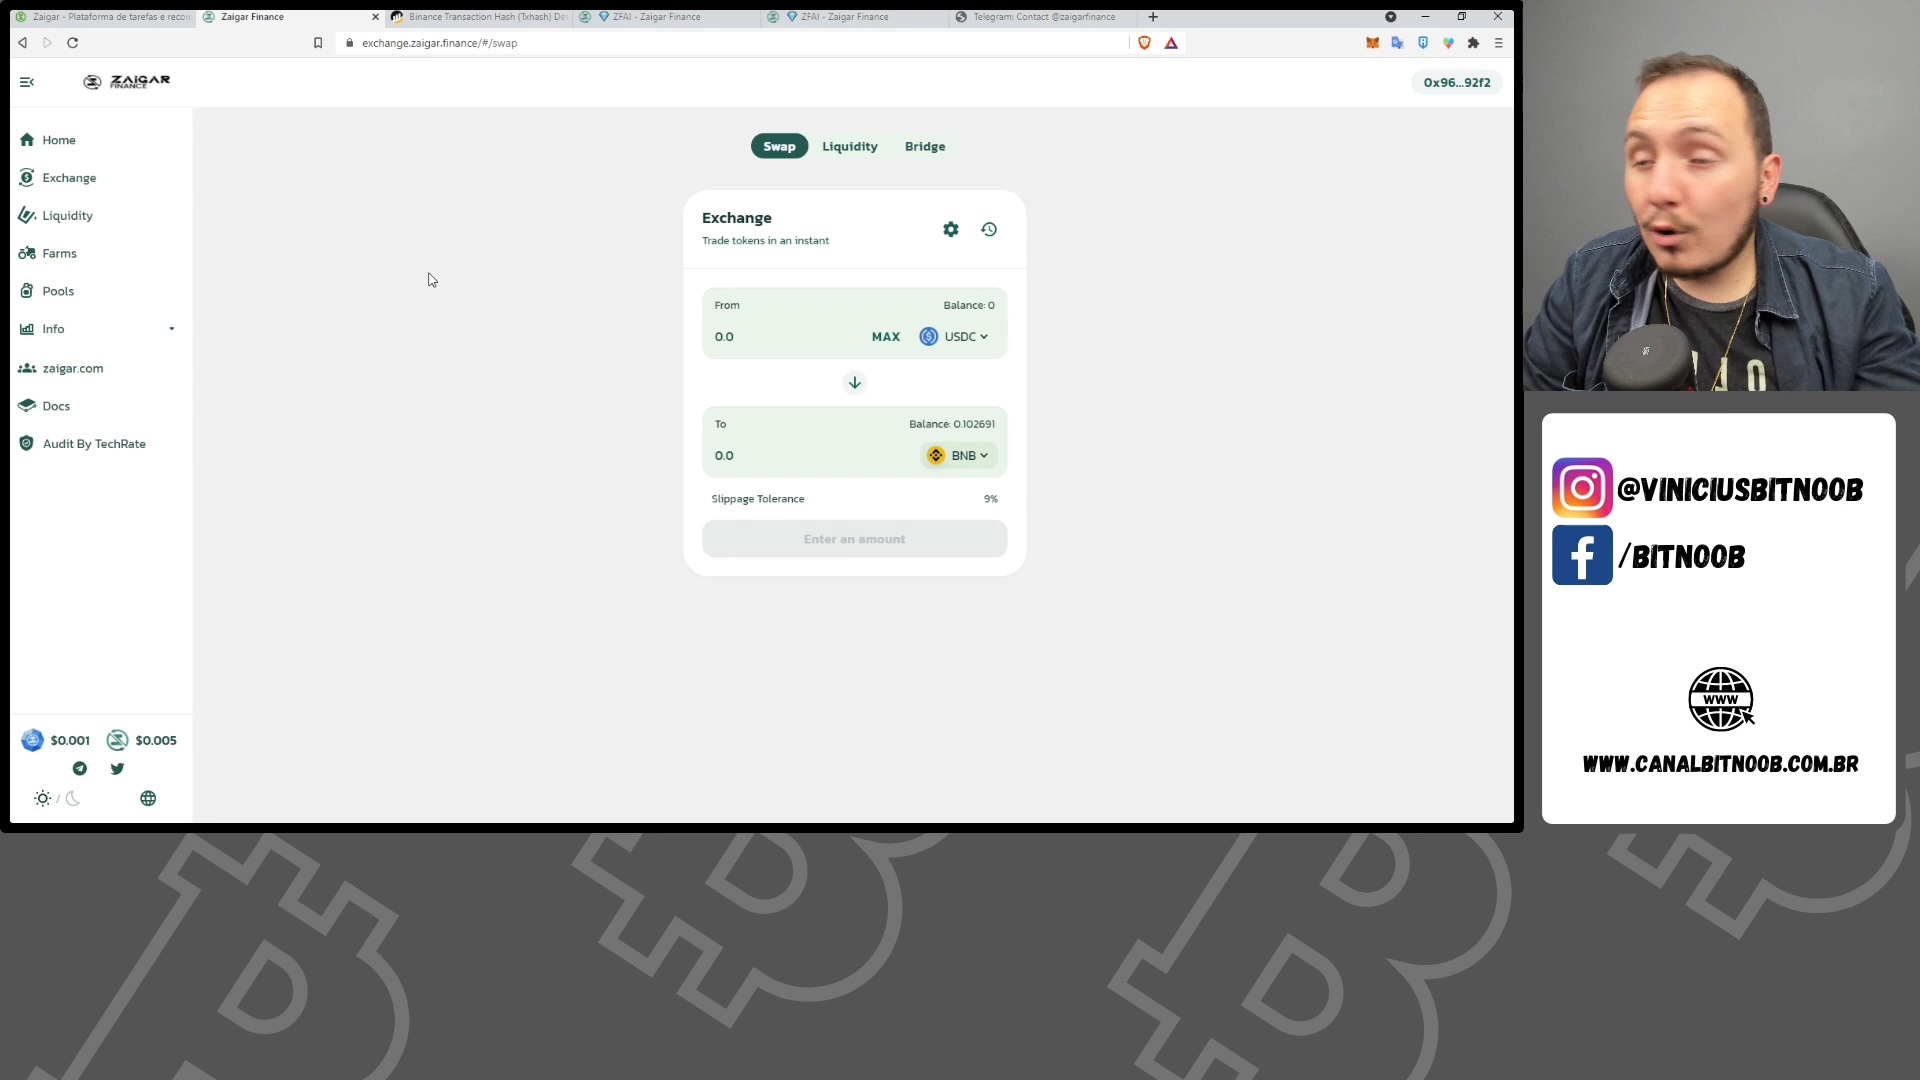 Zaigar - Plataforma de tarefas e recom
Zaigar Finance
Binance Transaction Hash (Txhash) De
ZFAI - Zaigar Finance
ZFAI - Zaigar Finance
Telegram: Contact @zaigarfinance
exchange.zaigar.finance/#/swap
ZAIGAR
FINANCE
0x96...92f2
Home
Exchange
Liquidity
Farms
Pools
Info
zaigar.com
Docs
Audit By TechRate
$0.001
$0.005
/
Swap
Liquidity
Bridge
Exchange
Trade tokens in an instant
From
Balance: 0
0.0
MAX
USDC
To
Balance: 0.102691
0.0
BNB
Slippage Tolerance
9%
Enter an amount
@VINICIUSBITNOOB
/BITNOOB
WWW
WWW.CANALBITNOOB.COM.BR